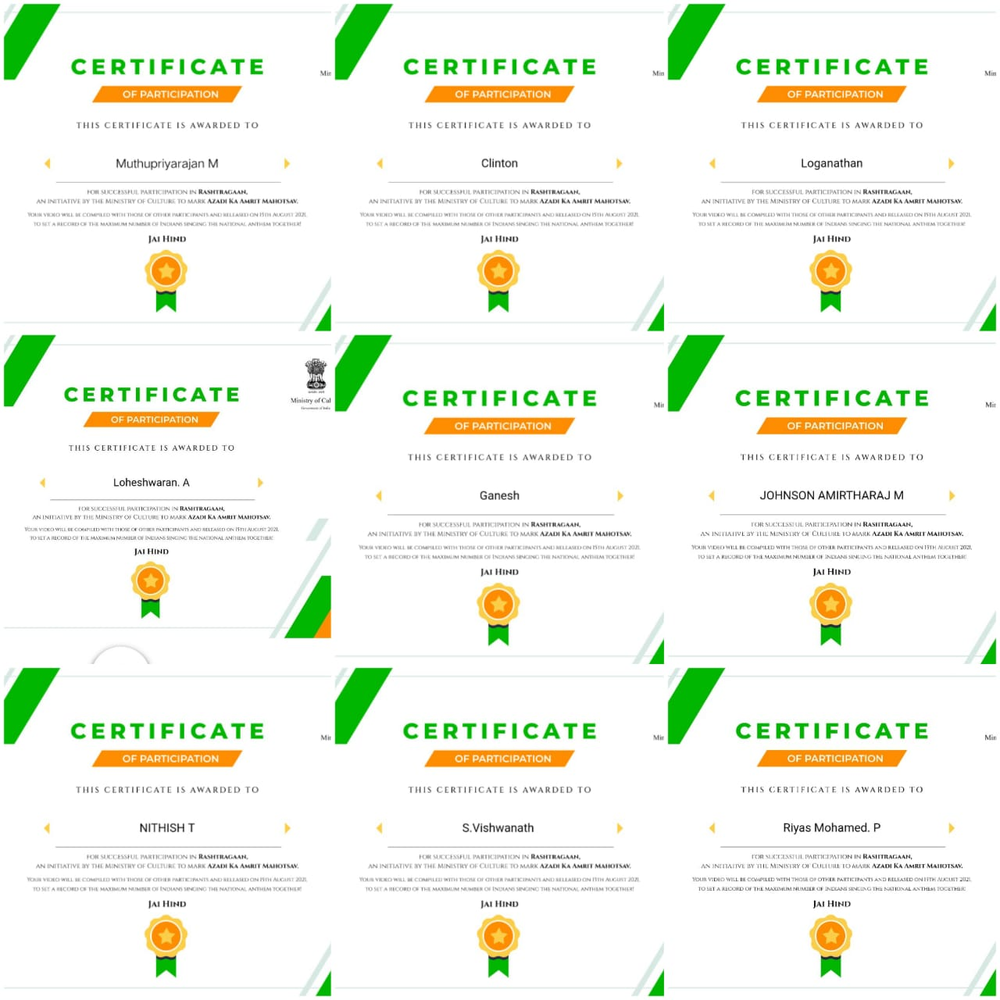 CERTIFICATE
OF PARTICIPATION
THIS CERTIFICATE IS AWARDED TO
Muthupriyarajan M
FOR SUCCESSFUL PARTICIPATION IN RASHTRAGAAN,
AN INITIATIVE BY THE MINISTRY OF CULTURE TO MARK AZADI KA AMRIT MAHOTSAV.
YOUR VIDEO WILL BE COMPILED WITH THOSE OF OTHER PARTICIPANTS AND RELEASED ON 15TH AUGUST 2021,
TO SET A RECORD OF THE MAXIMUM NUMBER OF INDIANS SINGING THE NATIONAL ANTHEM TOGETHER!
JAI HIND
Min
CERTIFICATE
OF PARTICIPATION
THIS CERTIFICATE IS AWARDED TO
Clinton
FOR SUCCESSFUL PARTICIPATION IN RASHTRAGAAN,
AN INITIATIVE BY THE MINISTRY OF CULTURE TO MARK AZADI KA AMRIT MAHOTSAV.
YOUR VIDEO WILL BE COMPILED WITH THOSE OF OTHER PARTICIPANTS AND RELEASED ON 15TH AUGUST 2021,
TO SET A RECORD OF THE MAXIMUM NUMBER OF INDIANS SINGING THE NATIONAL ANTHEM TOGETHER!
JAI HIND
Min
CERTIFICATE
OF PARTICIPATION
THIS CERTIFICATE IS AWARDED TO
Loganathan
FOR SUCCESSFUL PARTICIPATION IN RASHTRAGAAN,
AN INITIATIVE BY THE MINISTRY OF CULTURE TO MARK AZADI KA AMRIT MAHOTSAV.
YOUR VIDEO WILL BE COMPILED WITH THOSE OF OTHER PARTICIPANTS AND RELEASED ON 15TH AUGUST 2021,
TO SET A RECORD OF THE MAXIMUM NUMBER OF INDIANS SINGING THE NATIONAL ANTHEM TOGETHER!
JAI HIND
Min
CERTIFICATE
OF PARTICIPATION
Ministry of Cul
Government of India
THIS CERTIFICATE IS AWARDED TO
Loheshwaran. A
FOR SUCCESSFUL PARTICIPATION IN RASHTRAGAAN,
AN INITIATIVE BY THE MINISTRY OF CULTURE TO MARK AZADI KA AMRIT MAHOTSAV.
YOUR VIDEO WILL BE COMPILED WITH THOSE OF OTHER PARTICIPANTS AND RELEASED ON 15TH AUGUST 2021,
TO SET A RECORD OF THE MAXIMUM NUMBER OF INDIANS SINGING THE NATIONAL ANTHEM TOGETHER!
JAI HIND
CERTIFICATE
OF PARTICIPATION
THIS CERTIFICATE IS AWARDED TO
Ganesh
FOR SUCCESSFUL PARTICIPATION IN RASHTRAGAAN,
AN INITIATIVE BY THE MINISTRY OF CULTURE TO MARK AZADI KA AMRIT MAHOTSAV.
YOUR VIDEO WILL BE COMPILED WITH THOSE OF OTHER PARTICIPANTS AND RELEASED ON 15TH AUGUST 2021,
TO SET A RECORD OF THE MAXIMUM NUMBER OF INDIANS SINGING THE NATIONAL ANTHEM TOGETHER!
JAI HIND
Min
CERTIFICATE
OF PARTICIPATION
THIS CERTIFICATE IS AWARDED TO
JOHNSON AMIRTHARAJ M
FOR SUCCESSFUL PARTICIPATION IN RASHTRAGAAN,
AN INITIATIVE BY THE MINISTRY OF CULTURE TO MARK AZADI KA AMRIT MAHOTSAV.
YOUR VIDEO WILL BE COMPILED WITH THOSE OF OTHER PARTICIPANTS AND RELEASED ON 15TH AUGUST 2021,
TO SET A RECORD OF THE MAXIMUM NUMBER OF INDIANS SINGING THE NATIONAL ANTHEM TOGETHER!
JAI HIND
Min
CERTIFICATE
OF PARTICIPATION
THIS CERTIFICATE IS AWARDED TO
NITHISH T
FOR SUCCESSFUL PARTICIPATION IN RASHTRAGAAN,
AN INITIATIVE BY THE MINISTRY OF CULTURE TO MARK AZADI KA AMRIT MAHOTSAV.
YOUR VIDEO WILL BE COMPILED WITH THOSE OF OTHER PARTICIPANTS AND RELEASED ON 15TH AUGUST 2021,
TO SET A RECORD OF THE MAXIMUM NUMBER OF INDIANS SINGING THE NATIONAL ANTHEM TOGETHER!
JAI HIND
Min
CERTIFICATE
OF PARTICIPATION
THIS CERTIFICATE IS AWARDED TO
S.Vishwanath
FOR SUCCESSFUL PARTICIPATION IN RASHTRAGAAN,
AN INITIATIVE BY THE MINISTRY OF CULTURE TO MARK AZADI KA AMRIT MAHOTSAV.
YOUR VIDEO WILL BE COMPILED WITH THOSE OF OTHER PARTICIPANTS AND RELEASED ON 15TH AUGUST 2021,
TO SET A RECORD OF THE MAXIMUM NUMBER OF INDIANS SINGING THE NATIONAL ANTHEM TOGETHER!
JAI HIND
Min
CERTIFICATE
OF PARTICIPATION
THIS CERTIFICATE IS AWARDED TO
Riyas Mohamed. P
FOR SUCCESSFUL PARTICIPATION IN RASHTRAGAAN,
AN INITIATIVE BY THE MINISTRY OF CULTURE TO MARK AZADI KA AMRIT MAHOTSAV.
YOUR VIDEO WILL BE COMPILED WITH THOSE OF OTHER PARTICIPANTS AND RELEASED ON 15TH AUGUST 2021,
TO SET A RECORD OF THE MAXIMUM NUMBER OF INDIANS SINGING THE NATIONAL ANTHEM TOGETHER!
JAI HIND
Min